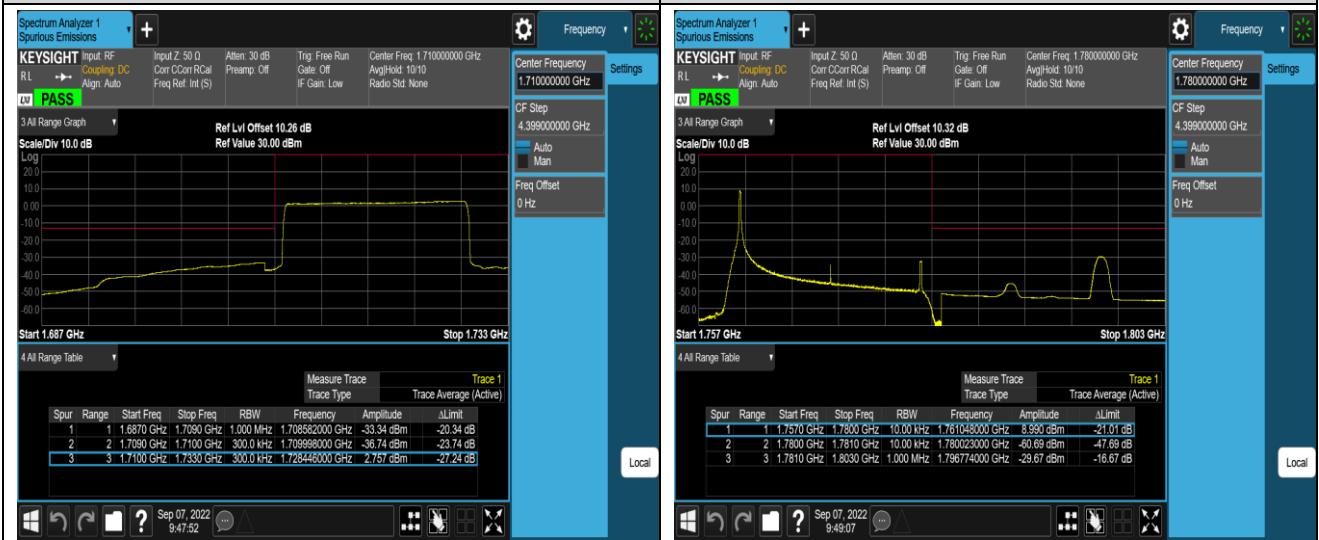 Spectrum Analyzer 1
Spurious Emissions
+
Frequency
KEYSIGHT
R L
LXI
PASS
Input: RF
Coupling: DC
Align: Auto
Input Z: 50 Ω
Corr CCorr RCal
Freq Ref: Int (S)
Atten: 30 dB
Preamp: Off
Trig: Free Run
Gate: Off
IF Gain: Low
Center Freq: 1.710000000 GHz
Avg|Hold: 10/10
Radio Std: None
Center Frequency
1.710000000 GHz
Settings
CF Step
4.399000000 GHz
Auto
Man
Freq Offset
0 Hz
3 All Range Graph
Scale/Div 10.0 dB
Ref Lvl Offset 10.26 dB
Ref Value 30.00 dBm
Log
20.0
10.0
0.00
-10.0
-20.0
-30.0
-40.0
-50.0
-60.0
Start 1.687 GHz
Stop 1.733 GHz
4 All Range Table
Measure Trace Trace 1
Trace Type Trace Average (Active)
Spur Range Start Freq Stop Freq RBW Frequency Amplitude ΔLimit
1 1 1.6870 GHz 1.7090 GHz 1.000 MHz 1.708582000 GHz -33.34 dBm -20.34 dB
2 2 1.7090 GHz 1.7100 GHz 300.0 kHz 1.709998000 GHz -36.74 dBm -23.74 dB
3 3 1.7100 GHz 1.7330 GHz 300.0 kHz 1.728446000 GHz 2.757 dBm -27.24 dB
Local
?
Sep 07, 2022
9:47:52
Spectrum Analyzer 1
Spurious Emissions
+
Frequency
KEYSIGHT
R L
LXI
PASS
Input: RF
Coupling: DC
Align: Auto
Input Z: 50 Ω
Corr CCorr RCal
Freq Ref: Int (S)
Atten: 30 dB
Preamp: Off
Trig: Free Run
Gate: Off
IF Gain: Low
Center Freq: 1.780000000 GHz
Avg|Hold: 10/10
Radio Std: None
Center Frequency
1.780000000 GHz
Settings
CF Step
4.399000000 GHz
Auto
Man
Freq Offset
0 Hz
3 All Range Graph
Scale/Div 10.0 dB
Ref Lvl Offset 10.32 dB
Ref Value 30.00 dBm
Log
20.0
10.0
0.00
-10.0
-20.0
-30.0
-40.0
-50.0
-60.0
Start 1.757 GHz
Stop 1.803 GHz
4 All Range Table
Measure Trace Trace 1
Trace Type Trace Average (Active)
Spur Range Start Freq Stop Freq RBW Frequency Amplitude ΔLimit
1 1 1.7570 GHz 1.7800 GHz 10.00 kHz 1.761048000 GHz 8.990 dBm -21.01 dB
2 2 1.7800 GHz 1.7810 GHz 10.00 kHz 1.780023000 GHz -60.69 dBm -47.69 dB
3 3 1.7810 GHz 1.8030 GHz 1.000 MHz 1.796774000 GHz -29.67 dBm -16.67 dB
Local
?
Sep 07, 2022
9:49:07